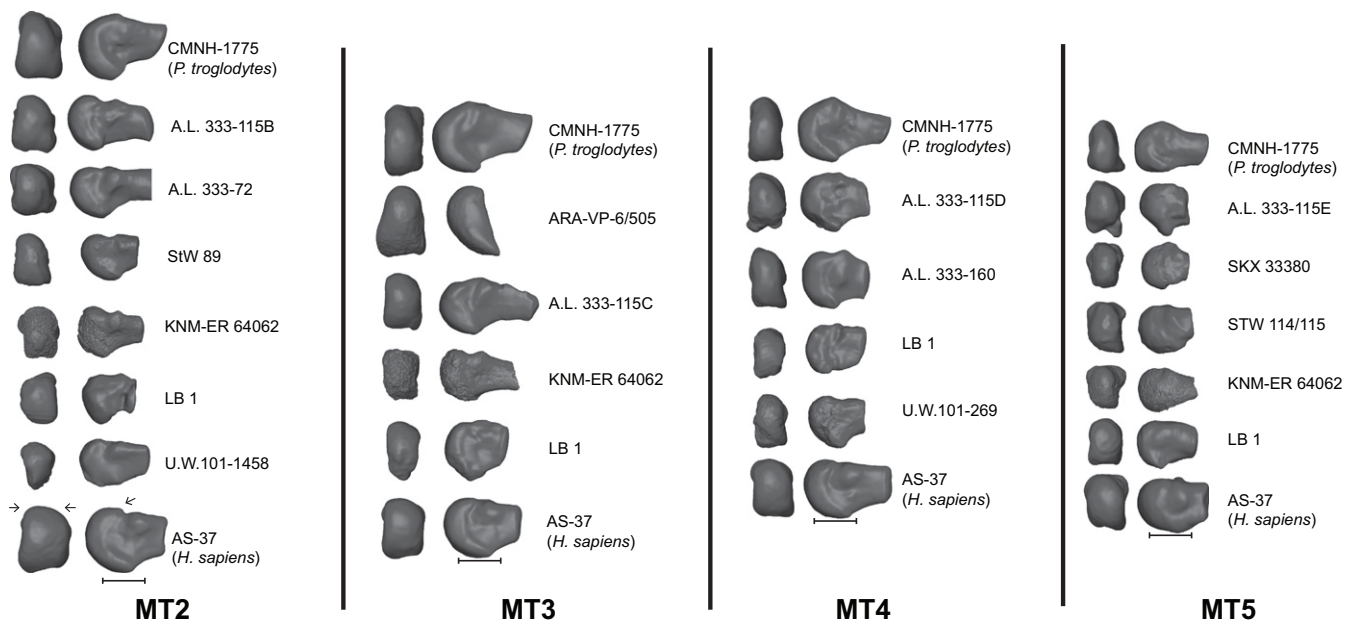 CMNH-1775
(P. troglodytes)
A.L. 333-115B
A.L. 333-72
StW 89
KNM-ER 64062
LB 1
U.W.101-1458
AS-37
(H. sapiens)
MT2
CMNH-1775
(P. troglodytes)
ARA-VP-6/505
A.L. 333-115C
KNM-ER 64062
LB 1
AS-37
(H. sapiens)
MT3
CMNH-1775
(P. troglodytes)
A.L. 333-115D
A.L. 333-160
LB 1
U.W.101-269
AS-37
(H. sapiens)
MT4
CMNH-1775
(P. troglodytes)
A.L. 333-115E
SKX 33380
STW 114/115
KNM-ER 64062
LB 1
AS-37
(H. sapiens)
MT5